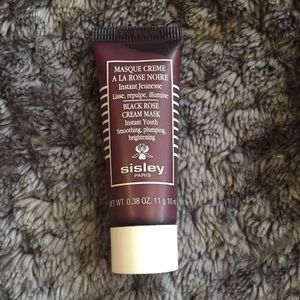 MASQUE CREME
A LA ROSE NOIRE
Instant Jeunesse
Lisse, repulpe, illumine
BLACK ROSE
CREAM MASK
Instant Youth
Smoothing, plumping,
brightening
sisley
PARIS
NET WT. 0.38 OZ. 11 g 10 ml